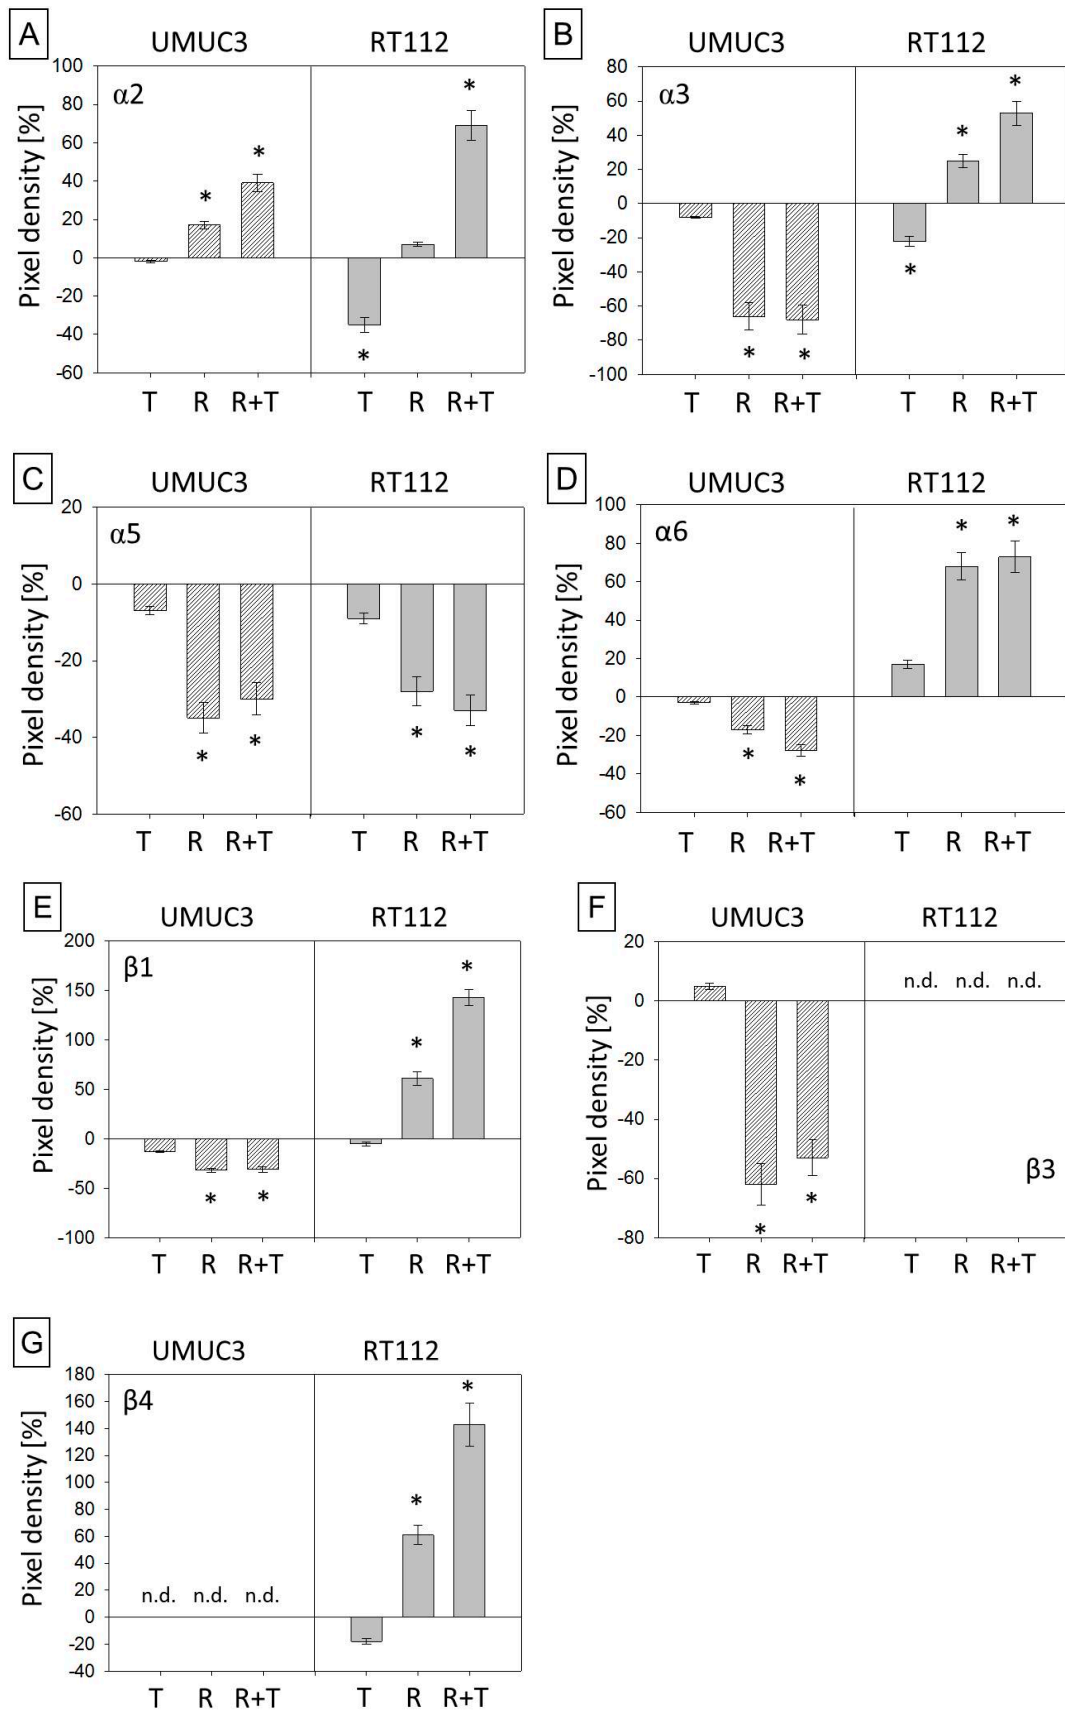 A
UMUC3 RT112
α2
Pixel density [%]
100
80
60
40
20
0
-20
-40
-60
* * * *
T R R+T T R R+T
B
UMUC3 RT112
α3
Pixel density [%]
80
60
40
20
0
-20
-40
-60
-80
-100
* * * * *
T R R+T T R R+T
C
UMUC3 RT112
α5
Pixel density [%]
20
0
-20
-40
-60
* * * *
T R R+T T R R+T
D
UMUC3 RT112
α6
Pixel density [%]
100
80
60
40
20
0
-20
-40
-60
* * * *
T R R+T T R R+T
E
UMUC3 RT112
β1
Pixel density [%]
200
150
100
50
0
-50
-100
* * * *
T R R+T T R R+T
F
UMUC3 RT112
Pixel density [%]
20
0
-20
-40
-60
-80
n.d. n.d. n.d.
β3
* *
T R R+T T R R+T
G
UMUC3 RT112
β4
Pixel density [%]
180
160
140
120
100
80
60
40
20
0
-20
-40
* *
n.d. n.d. n.d.
T R R+T T R R+T